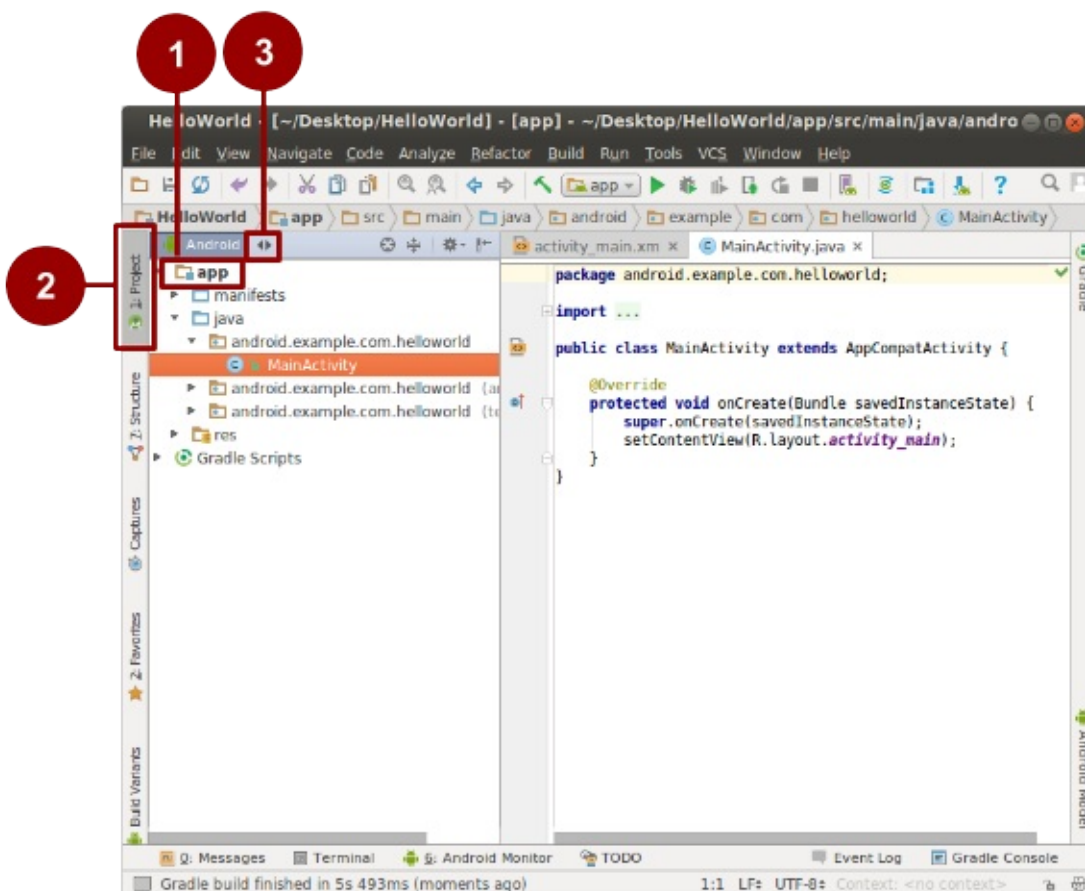 1 3
2
HelloWorld - [~/Desktop/HelloWorld] - [app] - ~/Desktop/HelloWorld/app/src/main/java/andro
File Edit View Navigate Code Analyze Refactor Build Run Tools VCS Window Help
app
?
HelloWorld app src main java android example com helloworld MainActivity
Android
activity_main.xm × MainActivity.java ×
1: Project
app
manifests
java
android.example.com.helloworld
MainActivity
android.example.com.helloworld (a
android.example.com.helloworld (te
res
Gradle Scripts
7: Structure
Captures
2: Favorites
Build Variants
package android.example.com.helloworld;
import ...
public class MainActivity extends AppCompatActivity {
@Override
protected void onCreate(Bundle savedInstanceState) {
super.onCreate(savedInstanceState);
setContentView(R.layout.activity_main);
}
}
Gradle
Android Model
0: Messages Terminal 6: Android Monitor TODO Event Log Gradle Console
Gradle build finished in 5s 493ms (moments ago) 1:1 LF÷ UTF-8÷ Context: <no context>